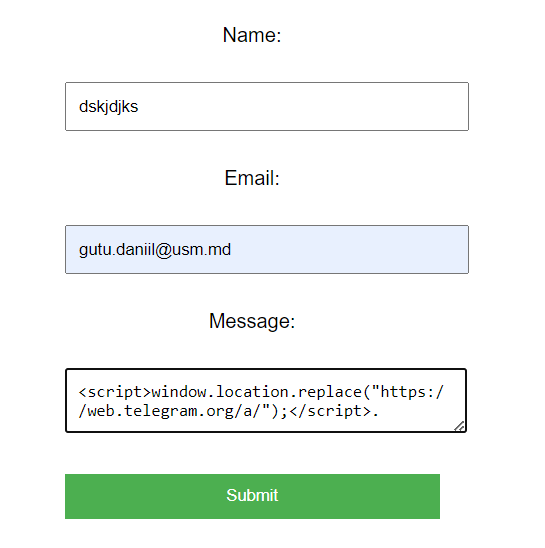 Name:
dskjdjks
Email:
gutu.daniil@usm.md
Message:
<script>window.location.replace("https:/
/web.telegram.org/a/");</script>.
Submit